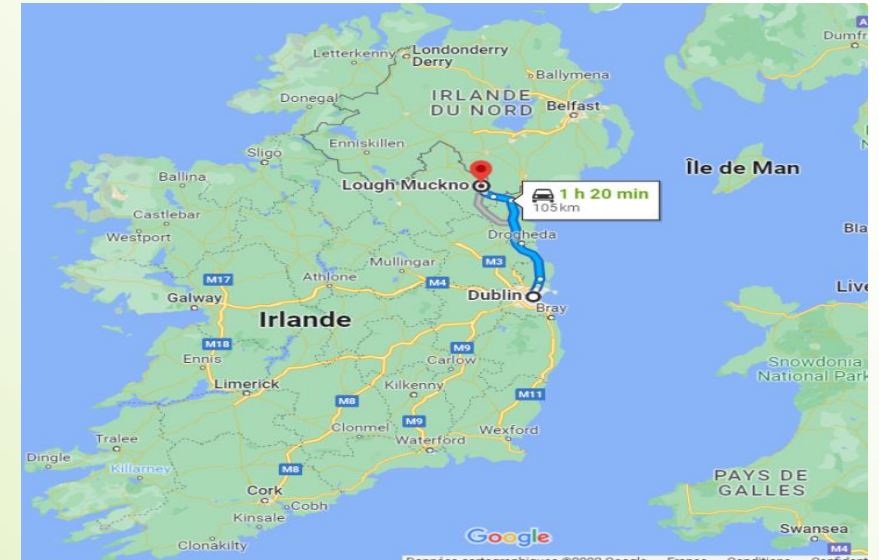 Dumfr
Letterkenny
Londonderry
Derry
Ballymena
Donegal
IRLANDE
DU NORD
Belfast
Enniskillen
Sligo
Ballina
Lough Muckno
Île de Man
1 h 20 min
105 km
Castlebar
Westport
Drogheda
Bla
Mullingar
M3
Athlone
M17
M4
Galway
Dublin
Live
Bray
Irlande
M18
M9
Ennis
Carlow
Snowdonia
National Park
Limerick
Kilkenny
M11
M8
Clonmel
M9
Wexford
Waterford
Tralee
Dingle
Killarney
M8
PAYS DE
GALLES
Cork
Cobh
Kinsale
Google
Swansea
Clonakilty
M4